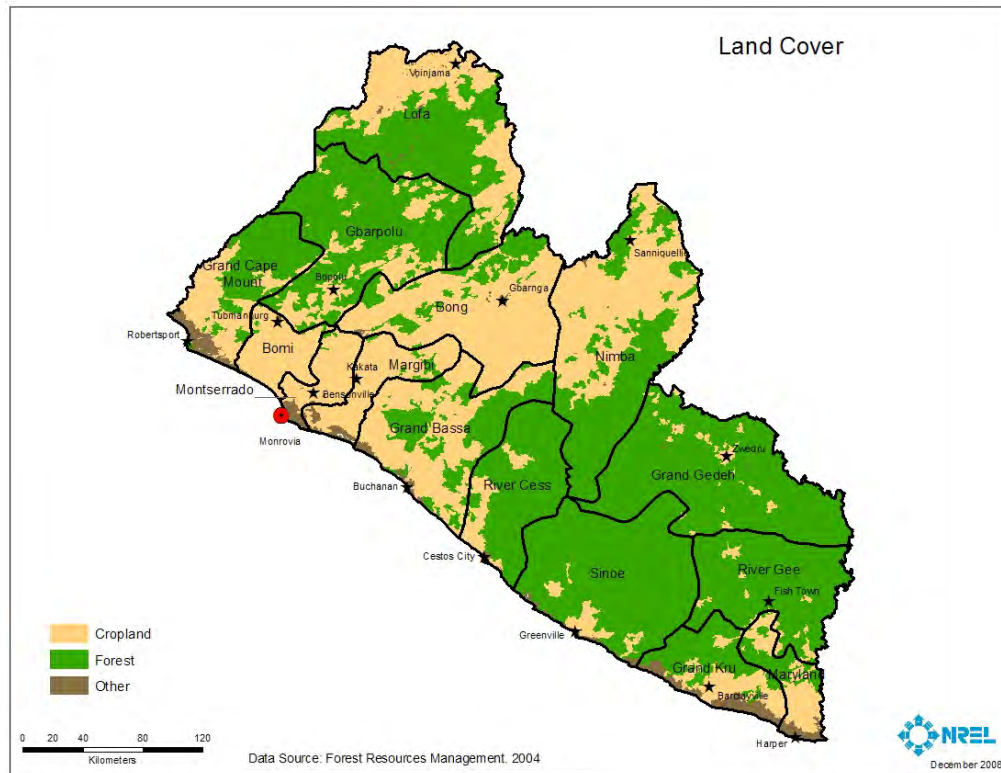 Land Cover
Voinjama
Lofa
Gbarpolu
Sanniquellie
Grand Cape
Mount
Bopolu
Gbarnga
Bong
Tubmanburg
Robertsport
Bomi
Nimba
Margibi
Kakata
Montserrado
Bensonville
Grand Bassa
Monrovia
Zwedru
Grand Gedeh
Buchanan
River Cess
Cestos City
Sinoe
River Gee
Fish Town
Greenville
Cropland
Forest
Other
Grand Kru
Maryland
Barclayville
Harper
0 20 40 80 120
Kilometers
Data Source: Forest Resources Management, 2004
NREL
December 2008